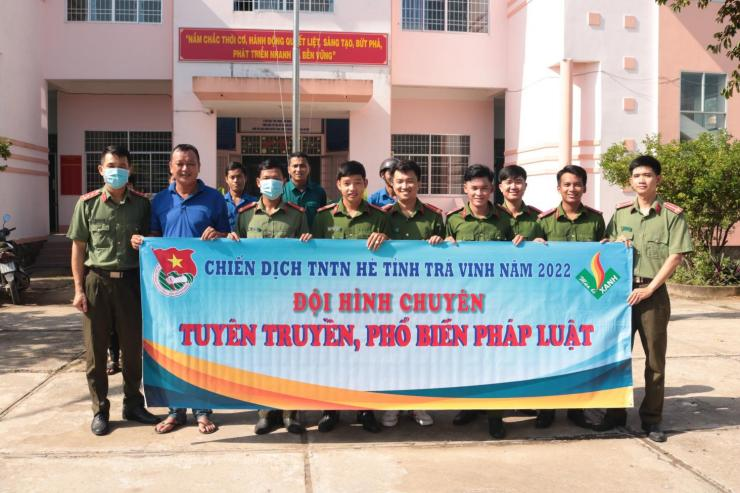 "NẮM CHẮC THỜI CƠ, HÀNH ĐỘNG QUYẾT LIỆT, SÁNG TẠO, BỨT PHÁ,
PHÁT TRIỂN NHANH VÀ BỀN VỮNG"
CHIẾN DỊCH TNTN HÈ TỈNH TRÀ VINH NĂM 2022
XANH
ĐỘI HÌNH CHUYÊN
TUYÊN TRUYỀN, PHỔ BIẾN PHÁP LUẬT